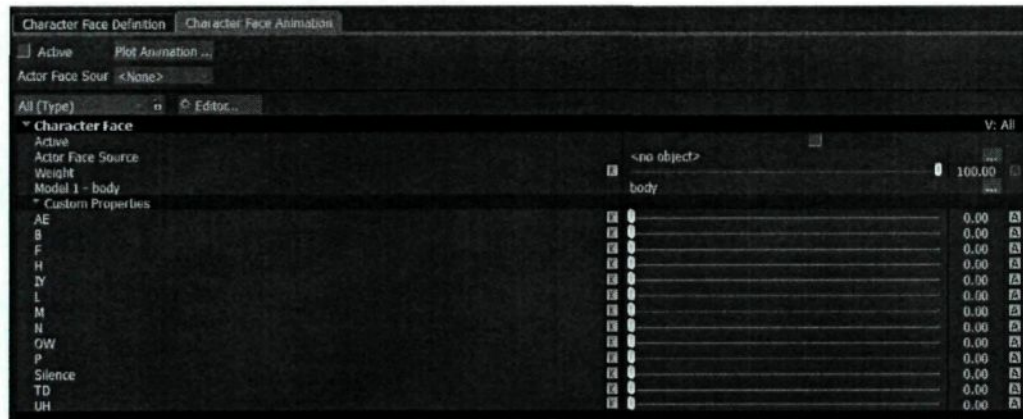 Character Face Definition Character Face Animation
Active Plot Animation ...
Actor Face Sour <None>
All (Type) Editor...
Character Face V: All
Active
Actor Face Source <no object> ...
Weight E 100.00
Model 1 - body body ...
Custom Properties
AE E 0.00 A
B E 0.00 A
F E 0.00 A
H E 0.00 A
IY E 0.00 A
L E 0.00 A
M E 0.00 A
N E 0.00 A
OW E 0.00 A
P E 0.00 A
Silence E 0.00 A
TD E 0.00 A
UH E 0.00 A